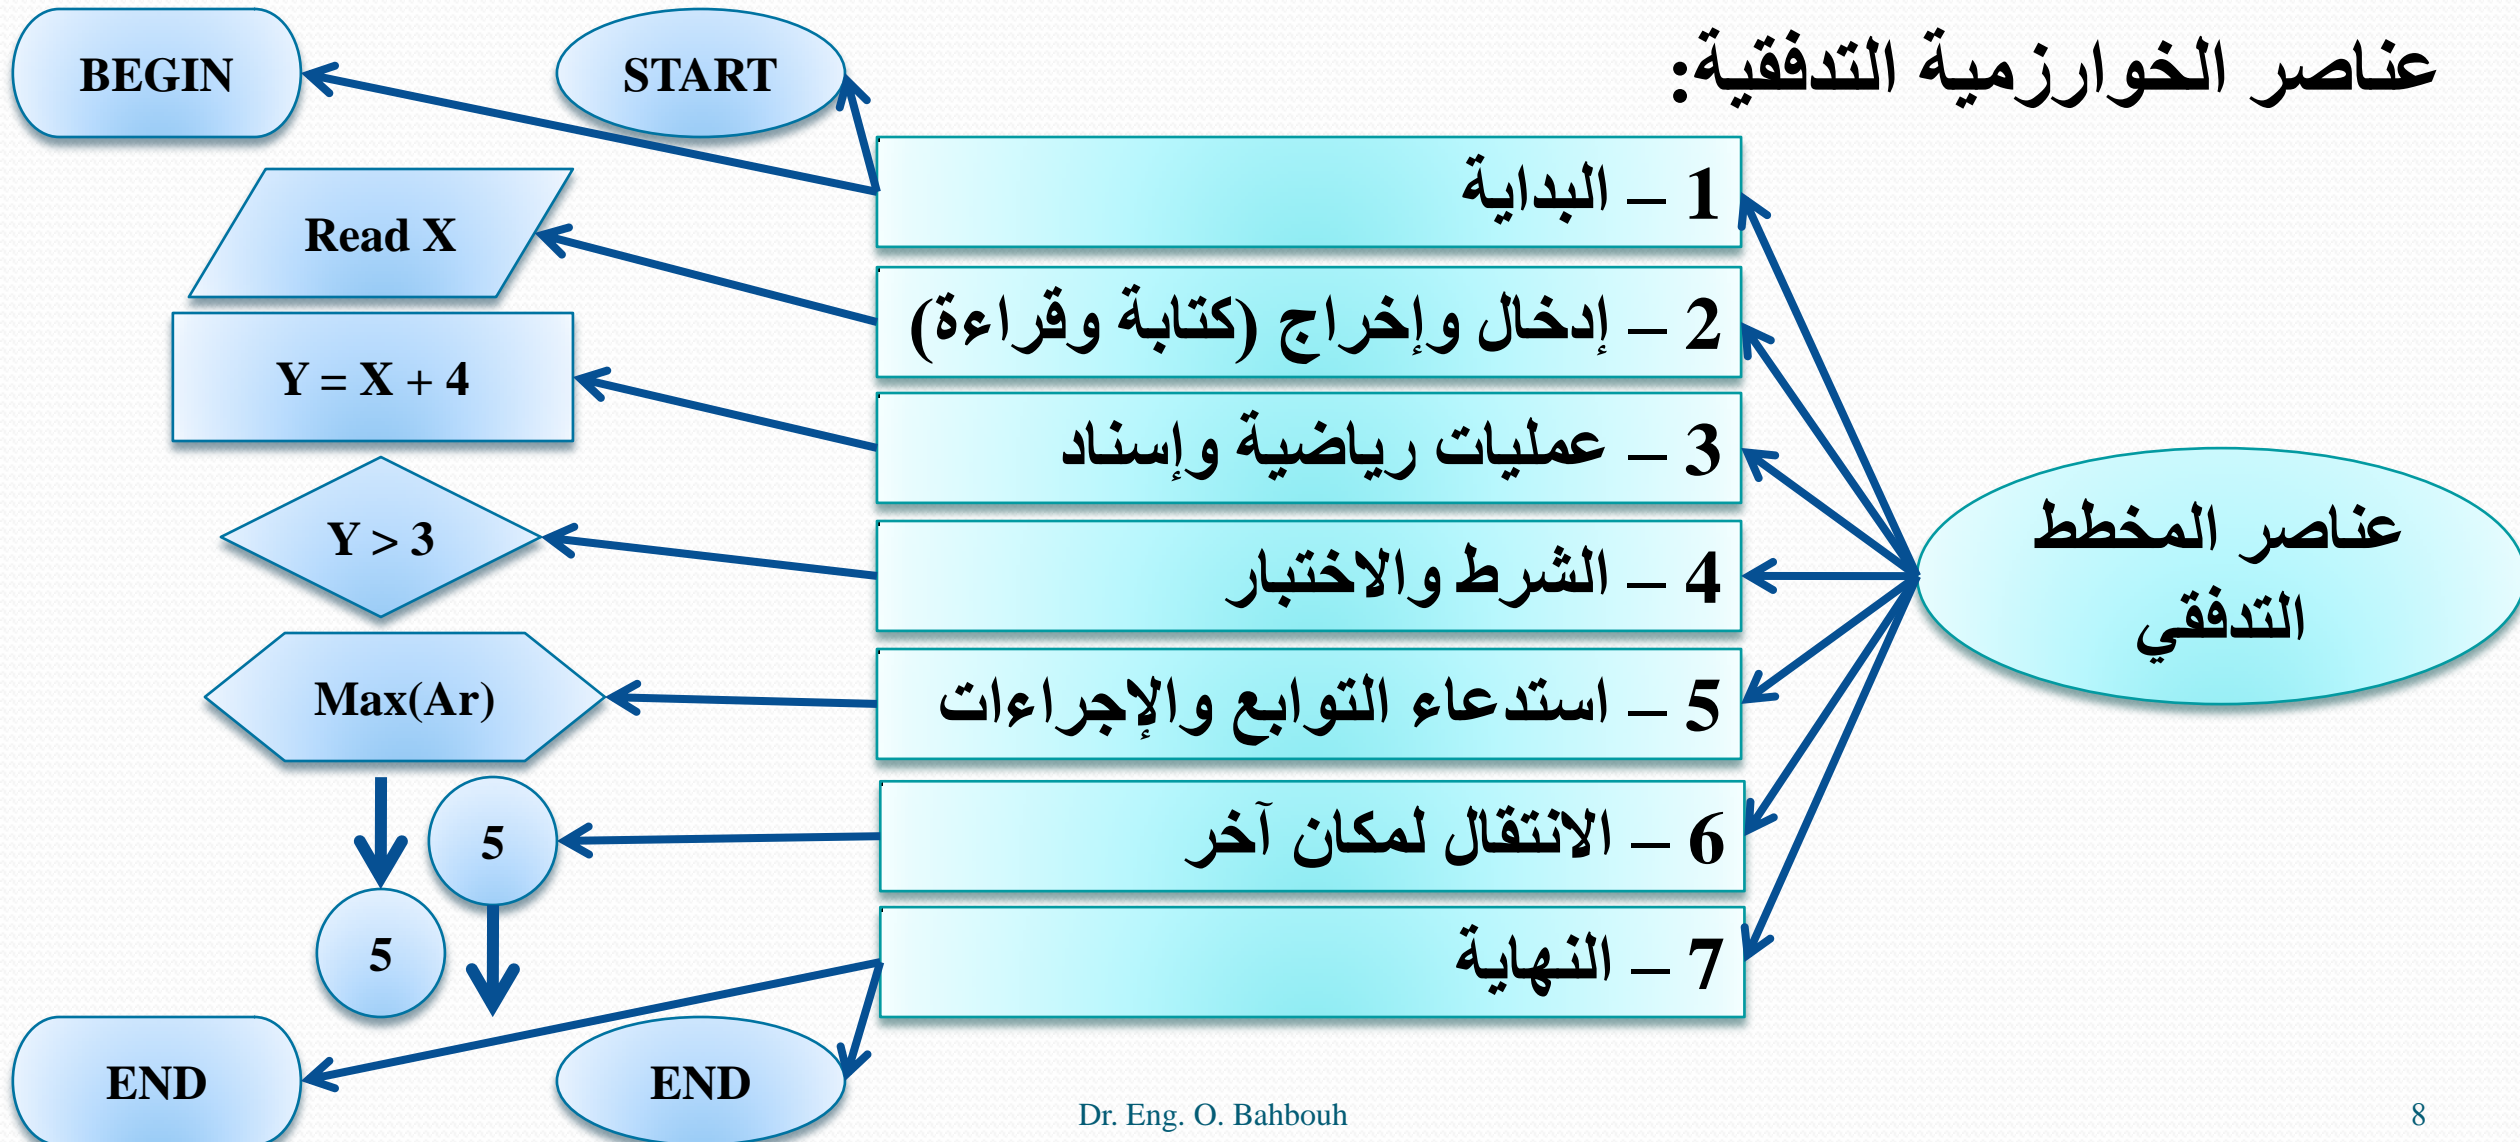 عناصر الخوارزمية التدفقية:
BEGIN
START
1 – البداية
Read X
2 – إدخال وإخراج (كتابة وقراءة)
Y = X + 4
3 – عمليات رياضية وإسناد
عناصر المخطط
التدفقي
Y > 3
4 – الشرط والاختبار
Max(Ar)
5 – استدعاء التوابع والإجراءات
5
6 – الانتقال لمكان آخر
5
7 – النهاية
END
END
Dr. Eng. O. Bahbouh
8